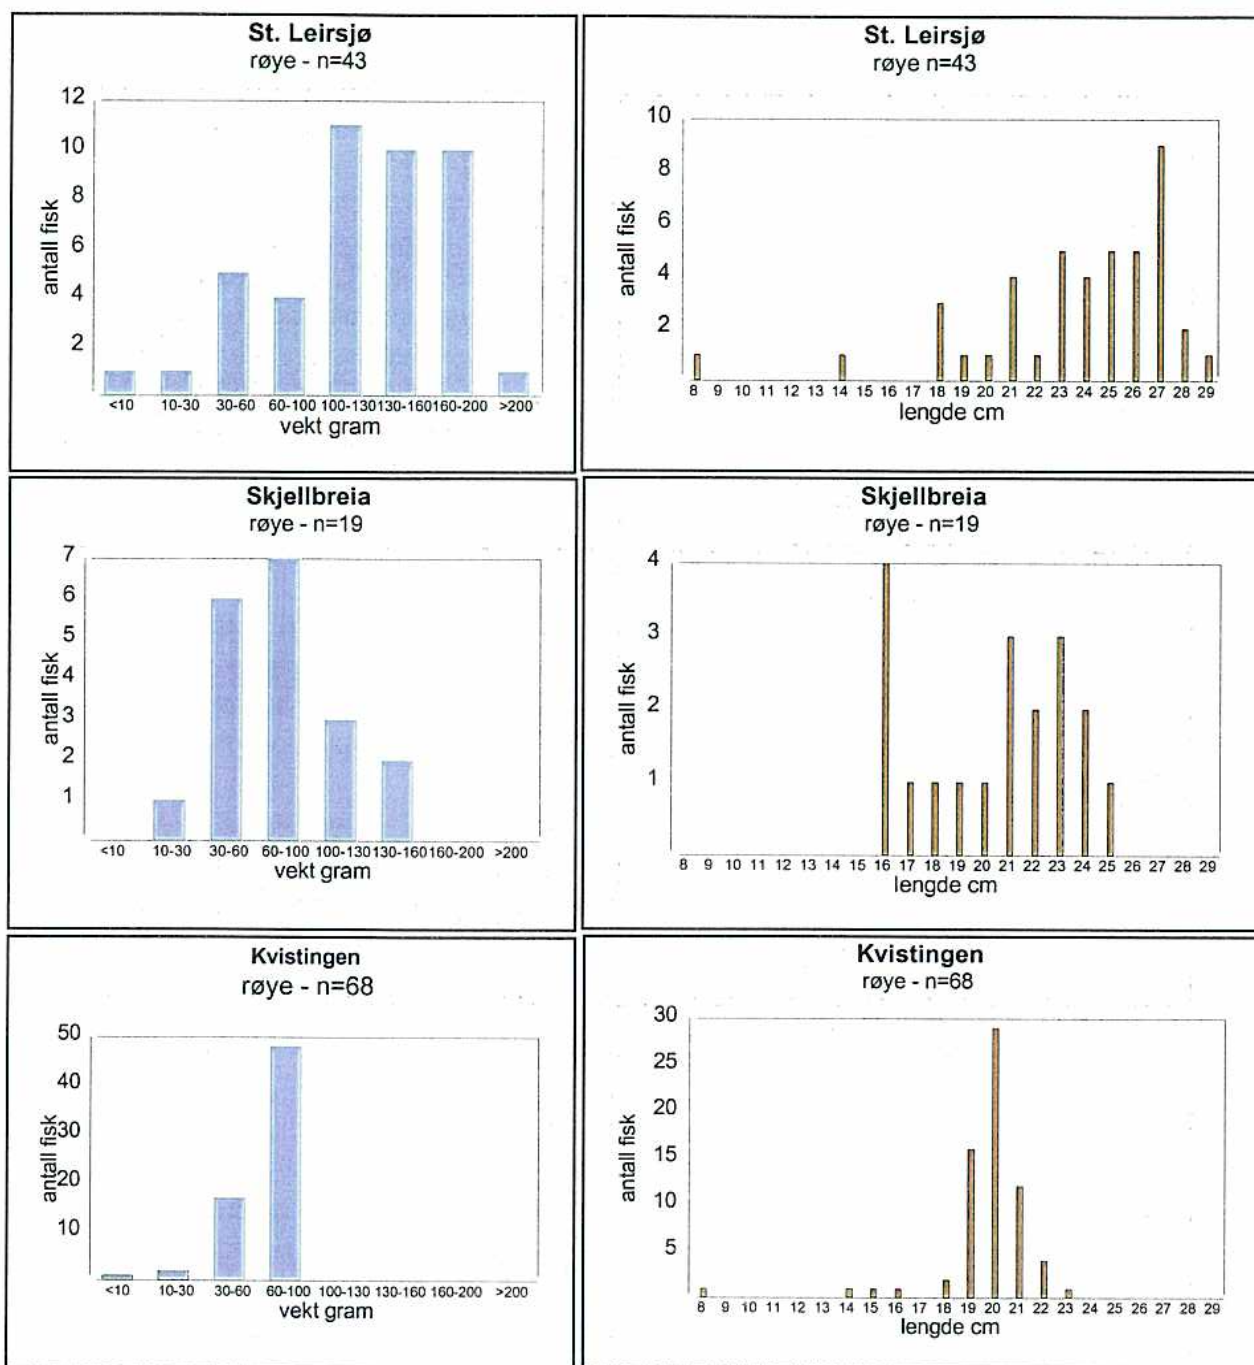 St. Leirsjø
røye - n=43
12
10
8
6
4
2
antall fisk
<10 10-30 30-60 60-100 100-130 130-160 160-200 >200
vekt gram
St. Leirsjø
røye n=43
10
8
6
4
2
antall fisk
8 9 10 11 12 13 14 15 16 17 18 19 20 21 22 23 24 25 26 27 28 29
lengde cm
Skjellbreia
røye - n=19
7
6
5
4
3
2
1
antall fisk
<10 10-30 30-60 60-100 100-130 130-160 160-200 >200
vekt gram
Skjellbreia
røye - n=19
4
3
2
1
antall fisk
8 9 10 11 12 13 14 15 16 17 18 19 20 21 22 23 24 25 26 27 28 29
lengde cm
Kvistingen
røye - n=68
50
40
30
20
10
antall fisk
<10 10-30 30-60 60-100 100-130 130-160 160-200 >200
vekt gram
Kvistingen
røye - n=68
30
25
20
15
10
5
antall fisk
8 9 10 11 12 13 14 15 16 17 18 19 20 21 22 23 24 25 26 27 28 29
lengde cm